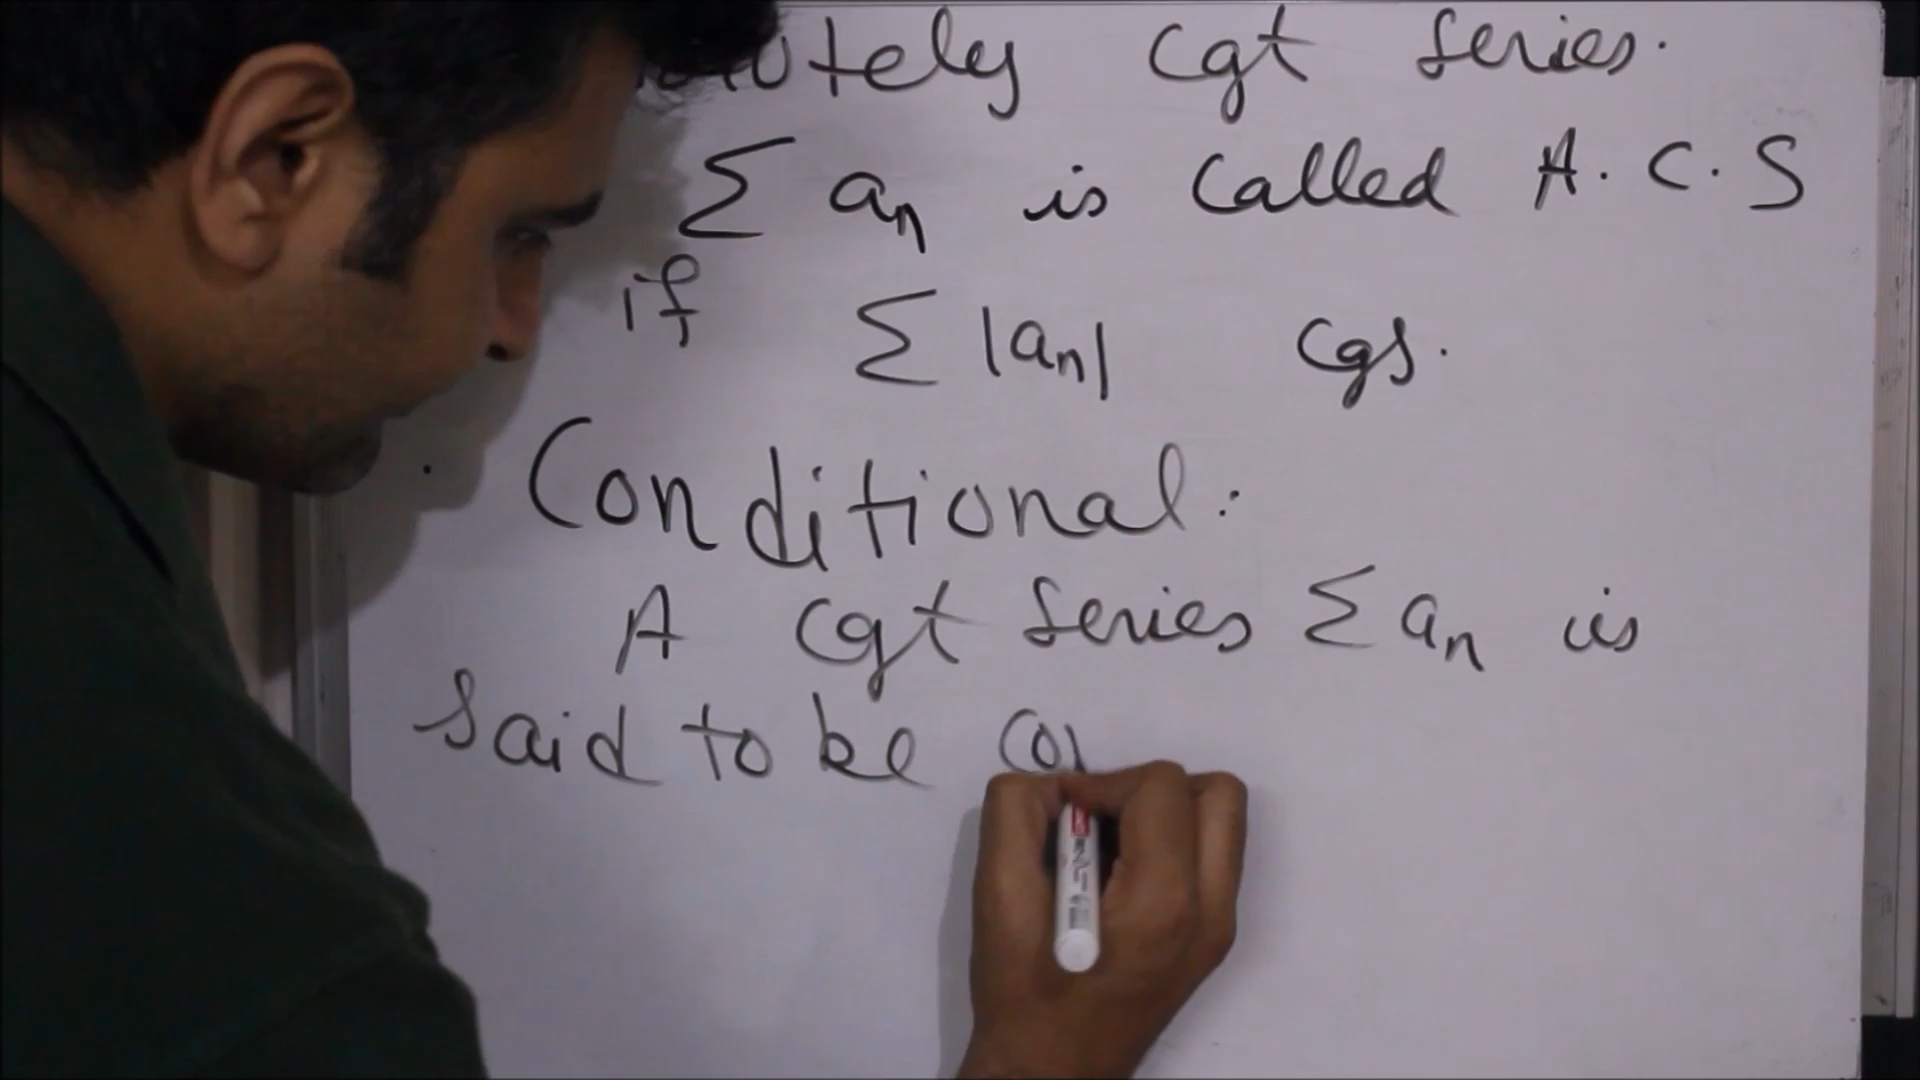 cgt series.
Σ an is called A.C.S
if Σ |an| cgs.
Conditional:
A cgt series Σ an is
said to be